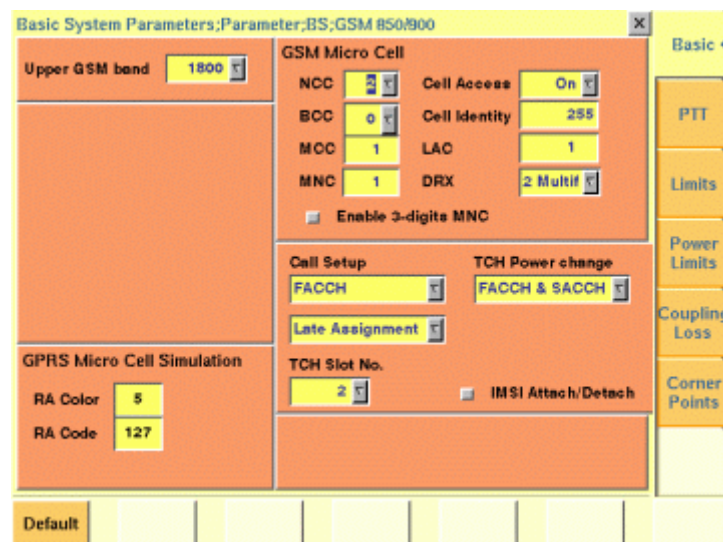 Basic System Parameters;Parameter;BS;GSM 850/900
Upper GSM band 1800
GSM Micro Cell
NCC 2 Cell Access On
BCC 0 Cell Identity 255
MCC 1 LAC 1
MNC 1 DRX 2 Multif
Enable 3-digits MNC
Call Setup TCH Power change
FACCH FACCH & SACCH
Late Assignment
TCH Slot No.
2 IMSI Attach/Detach
GPRS Micro Cell Simulation
RA Color 5
RA Code 127
Basic
PTT
Limits
Power
Limits
Coupling
Loss
Corner
Points
Default